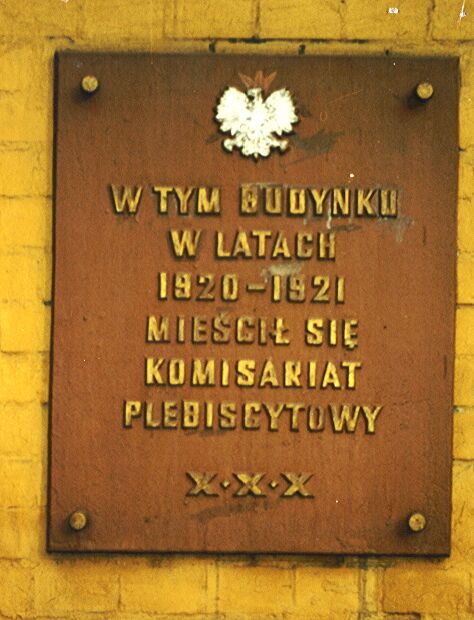 W TYM BUDYNKU
W LATACH
1920-1921
MIEŚCIŁ SIĘ
KOMISARIAT
PLEBISCYTOWY
X·X·X